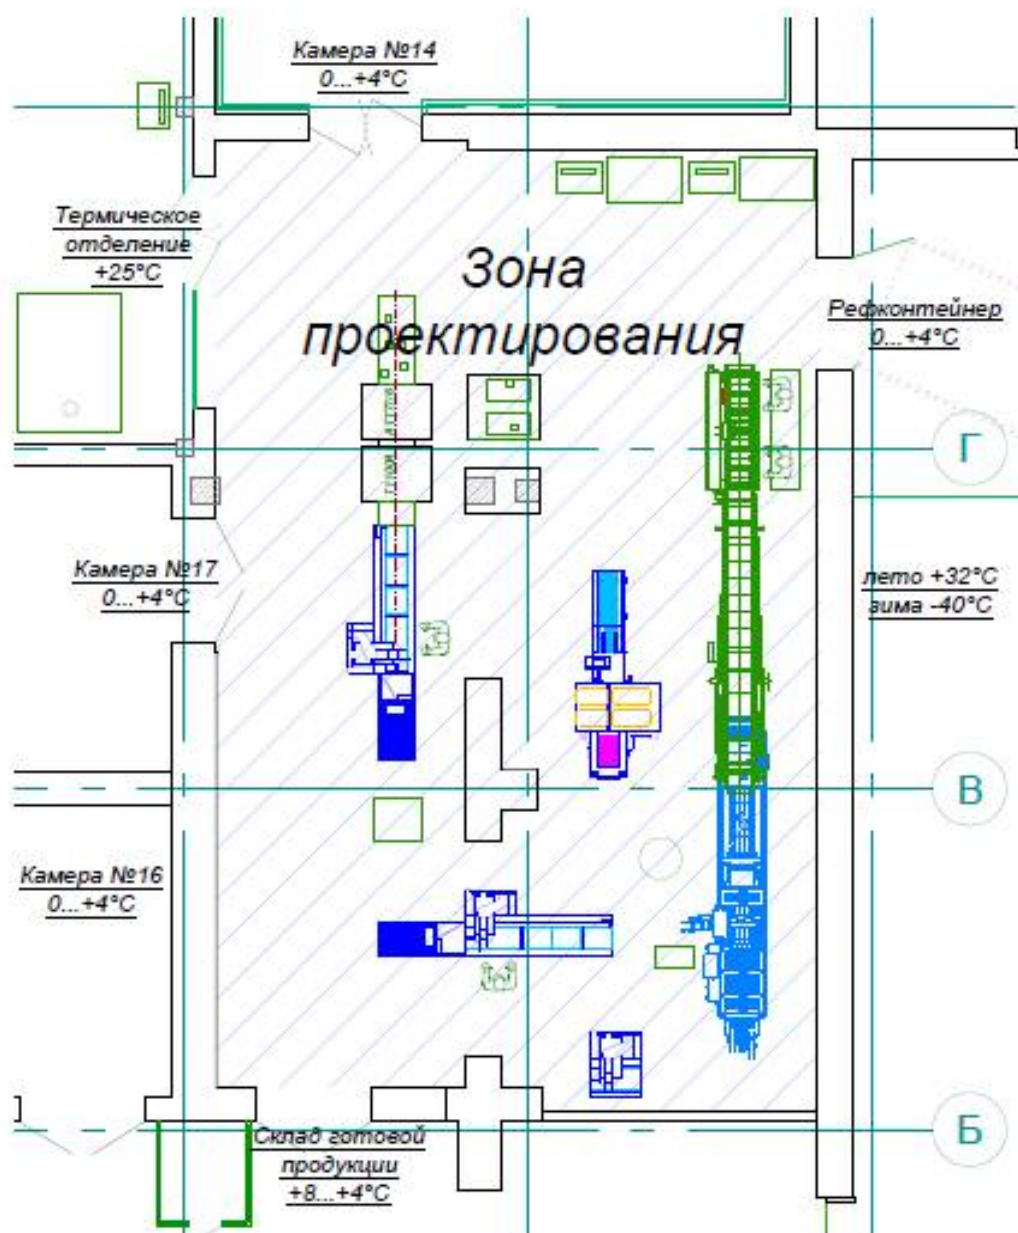 Камера №14
0...+4°С
Термическое
отделение
+25°С
Зона
проектирования
Рефконтейнер
0...+4°С
Г
Камера №17
0...+4°С
лето +32°С
зима -40°С
В
Камера №16
0...+4°С
Б
Склад готовой
продукции
+8...+4°С